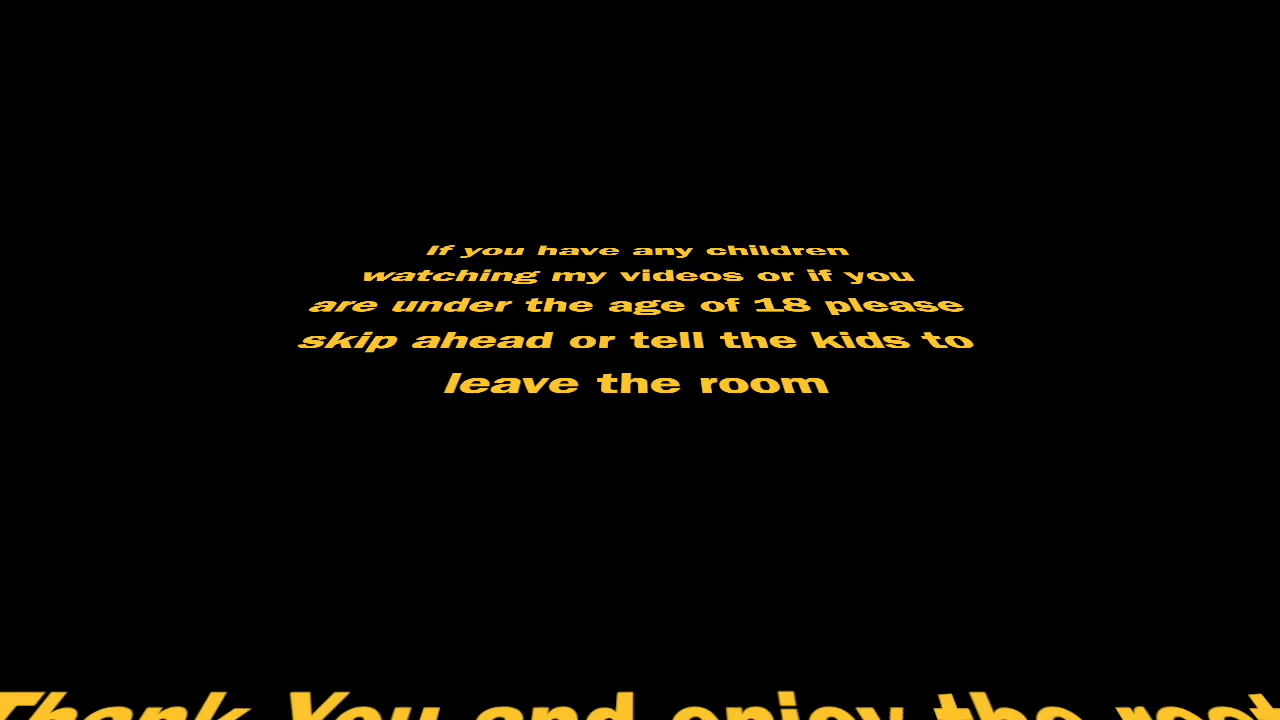 If you have any children
watching my videos or if you
are under the age of 18 please
skip ahead or tell the kids to
leave the room
Thank You and enjoy the rest